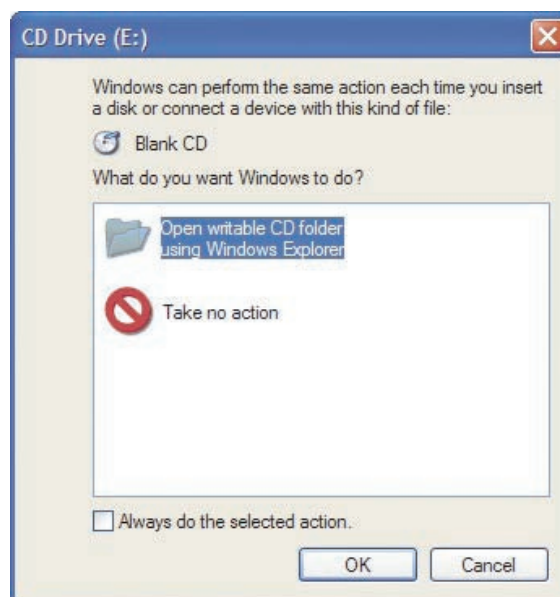 CD Drive (E:)
Windows can perform the same action each time you insert
a disk or connect a device with this kind of file:
Blank CD
What do you want Windows to do?
Open writable CD folder
using Windows Explorer
Take no action
Always do the selected action.
OK
Cancel